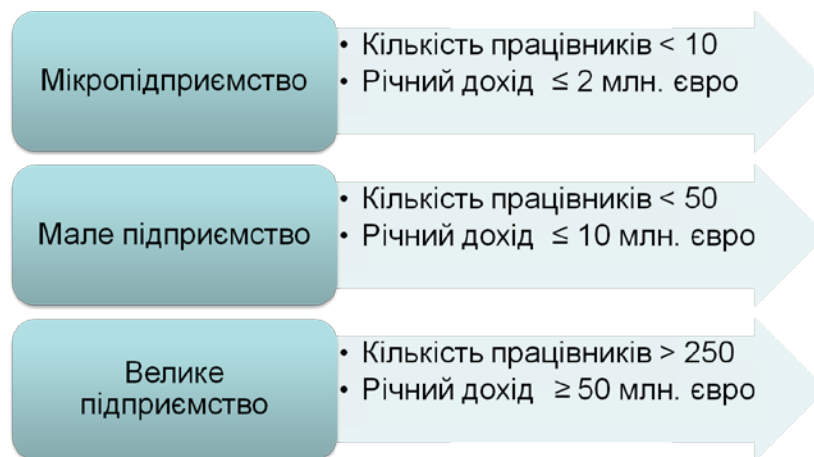 Мікропідприємство
• Кількість працівників < 10
• Річний дохід ≤ 2 млн. євро
Мале підприємство
• Кількість працівників < 50
• Річний дохід ≤ 10 млн. євро
Велике
підприємство
• Кількість працівників > 250
• Річний дохід ≥ 50 млн. євро